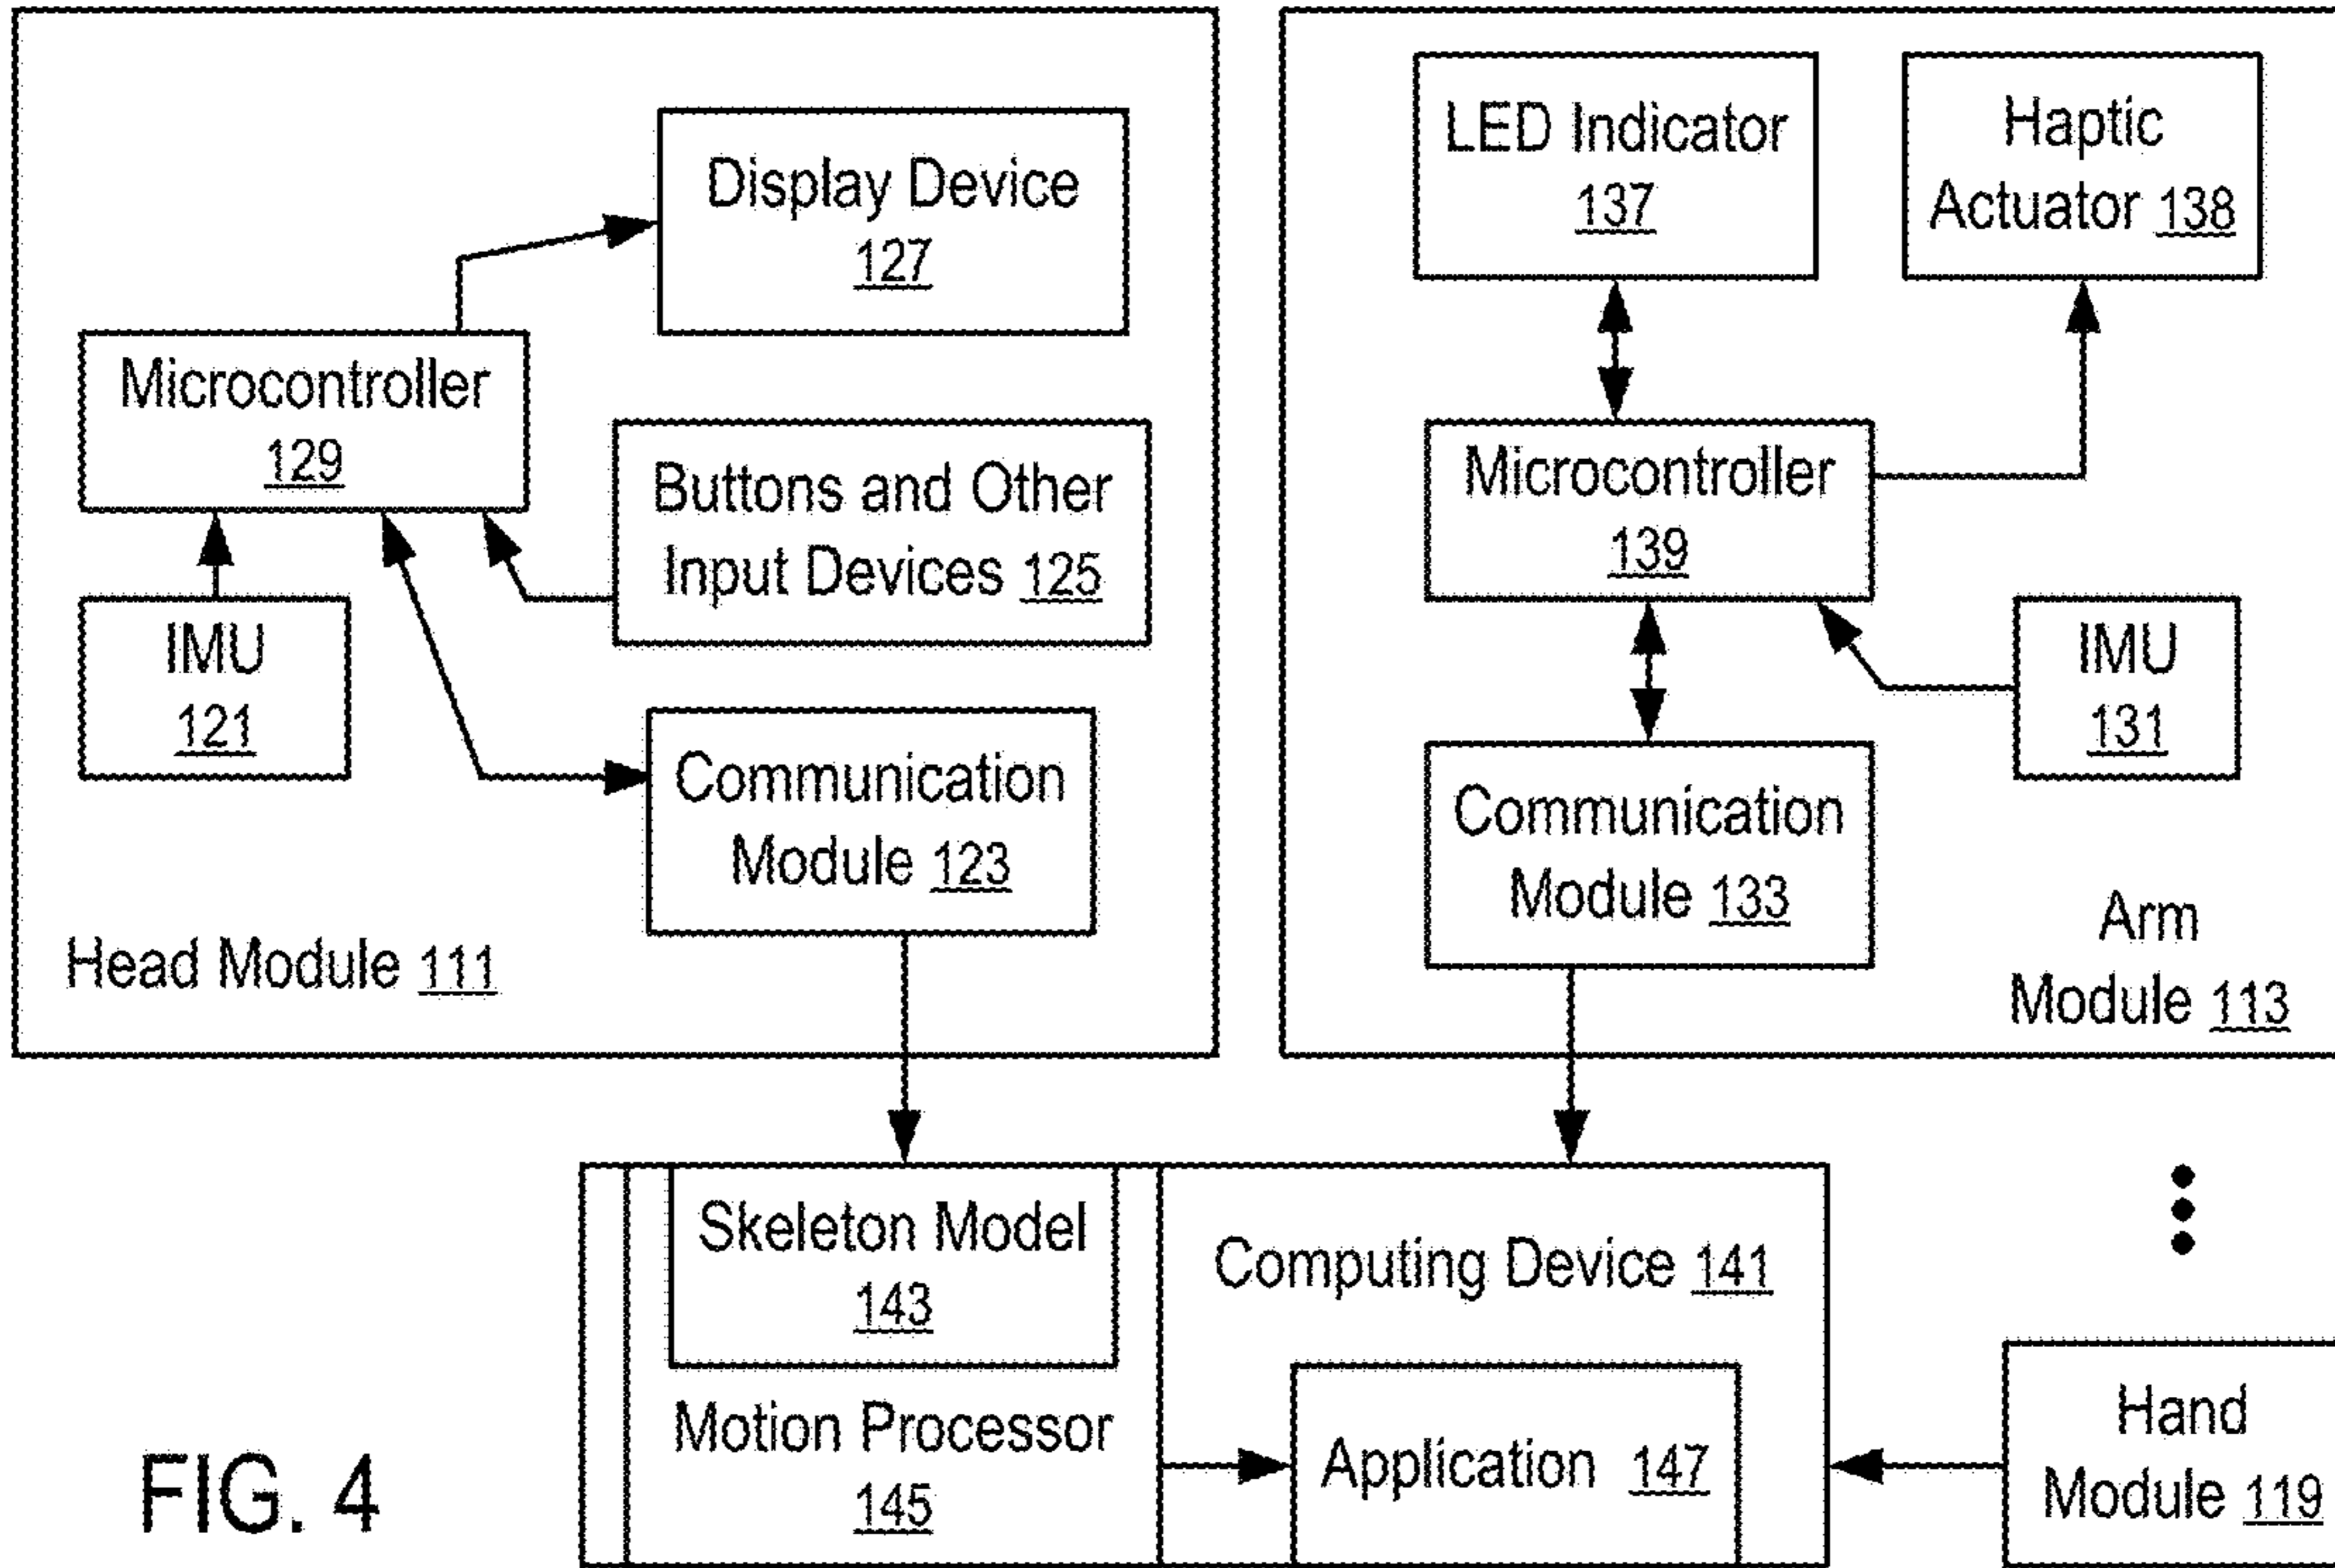 Display Device
127
Microcontroller
129
Buttons and Other
Input Devices 125
IMU
121
Communication
Module 123
Head Module 111
LED Indicator
137
Haptic
Actuator 138
Microcontroller
139
IMU
131
Communication
Module 133
Arm
Module 113
Skeleton Model
143
Motion Processor
145
Computing Device 141
Application 147
Hand
Module 119
FIG. 4